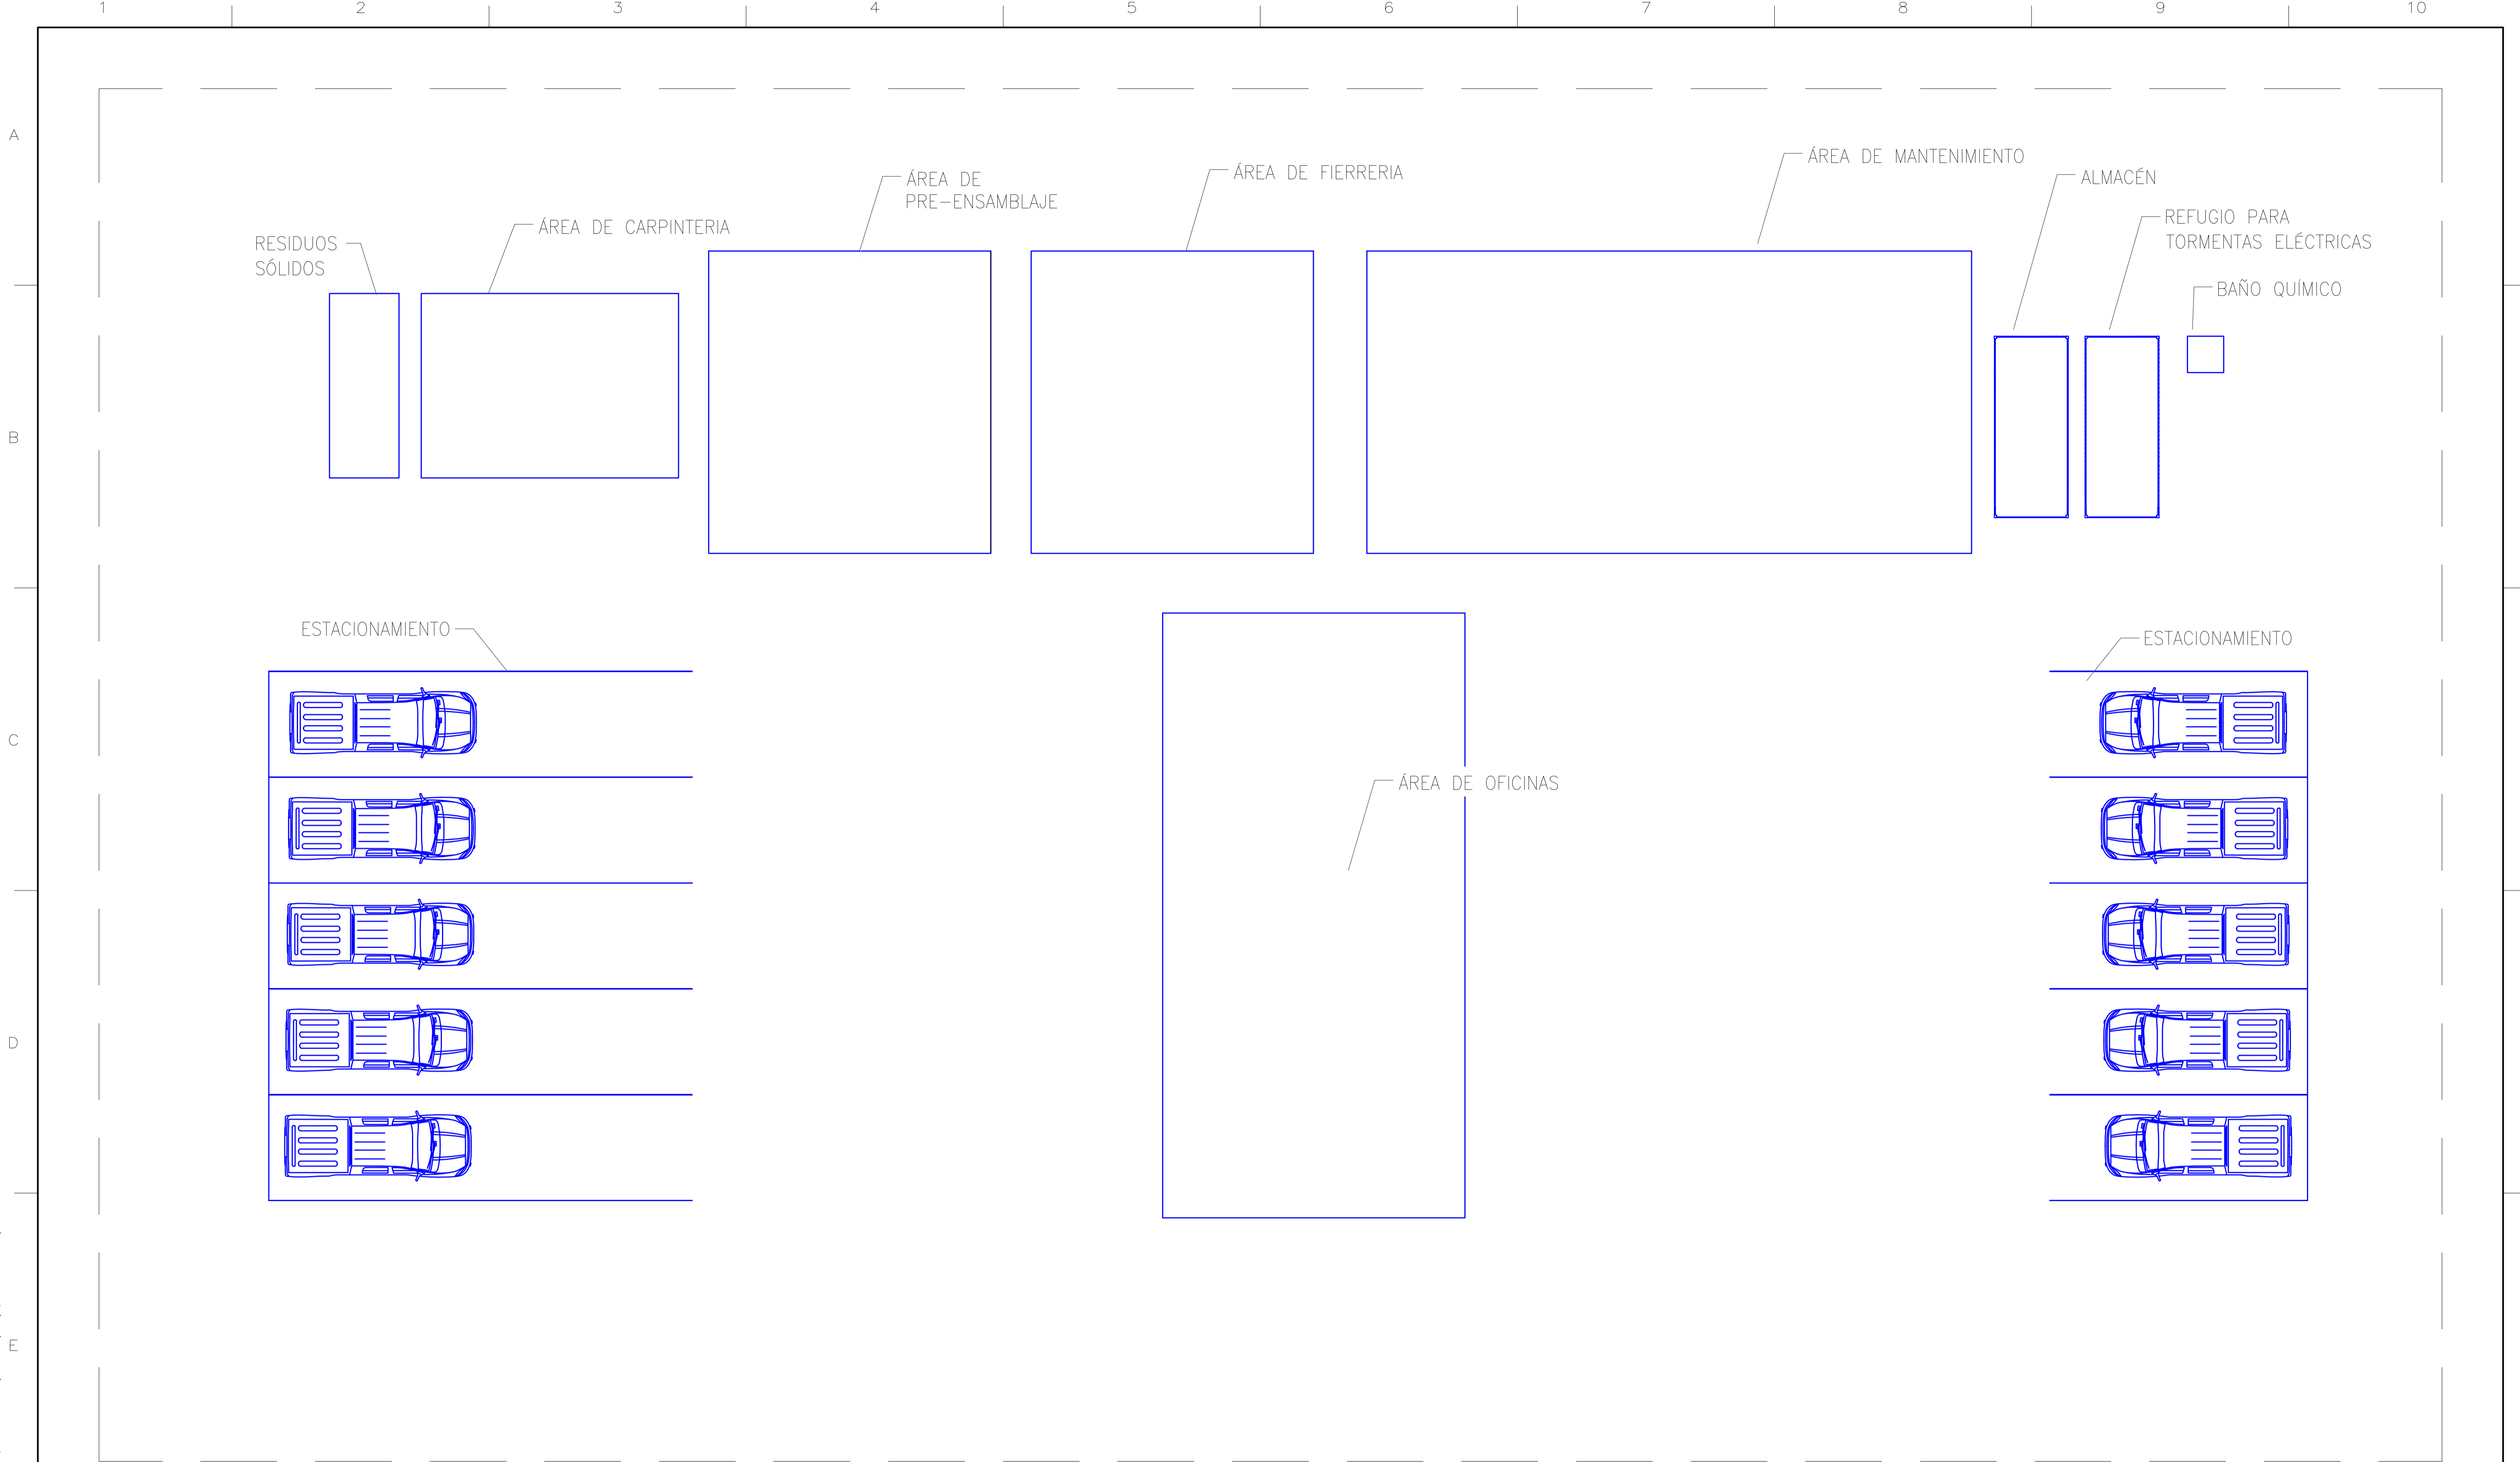 1 2 3 4 5 6 7 8 9 10
A
ÁREA DE MANTENIMIENTO
ÁREA DE FIERRERIA
ÁREA DE
PRE-ENSAMBLAJE
ALMACÉN
REFUGIO PARA
TORMENTAS ELÉCTRICAS
ÁREA DE CARPINTERIA
RESIDUOS
SÓLIDOS
BAÑO QUÍMICO
B
ESTACIONAMIENTO
ESTACIONAMIENTO
C
ÁREA DE OFICINAS
D
E